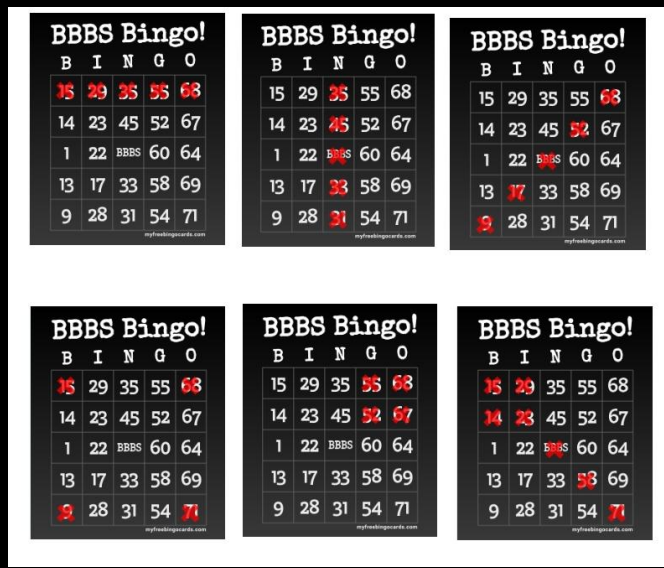 BBBS Bingo!
B I N G O
15 29 35 55 68
14 23 45 52 67
1 22 BBBS 60 64
13 17 33 58 69
9 28 31 54 71
myfreebingocards.com
BBBS Bingo!
B I N G O
15 29 35 55 68
14 23 45 52 67
1 22 BBBS 60 64
13 17 33 58 69
9 28 31 54 71
myfreebingocards.com
BBBS Bingo!
B I N G O
15 29 35 55 68
14 23 45 52 67
1 22 BBBS 60 64
13 17 33 58 69
9 28 31 54 71
myfreebingocards.com
BBBS Bingo!
B I N G O
15 29 35 55 68
14 23 45 52 67
1 22 BBBS 60 64
13 17 33 58 69
9 28 31 54 71
myfreebingocards.com
BBBS Bingo!
B I N G O
15 29 35 55 68
14 23 45 52 67
1 22 BBBS 60 64
13 17 33 58 69
9 28 31 54 71
myfreebingocards.com
BBBS Bingo!
B I N G O
15 29 35 55 68
14 23 45 52 67
1 22 BBBS 60 64
13 17 33 58 69
9 28 31 54 71
myfreebingocards.com